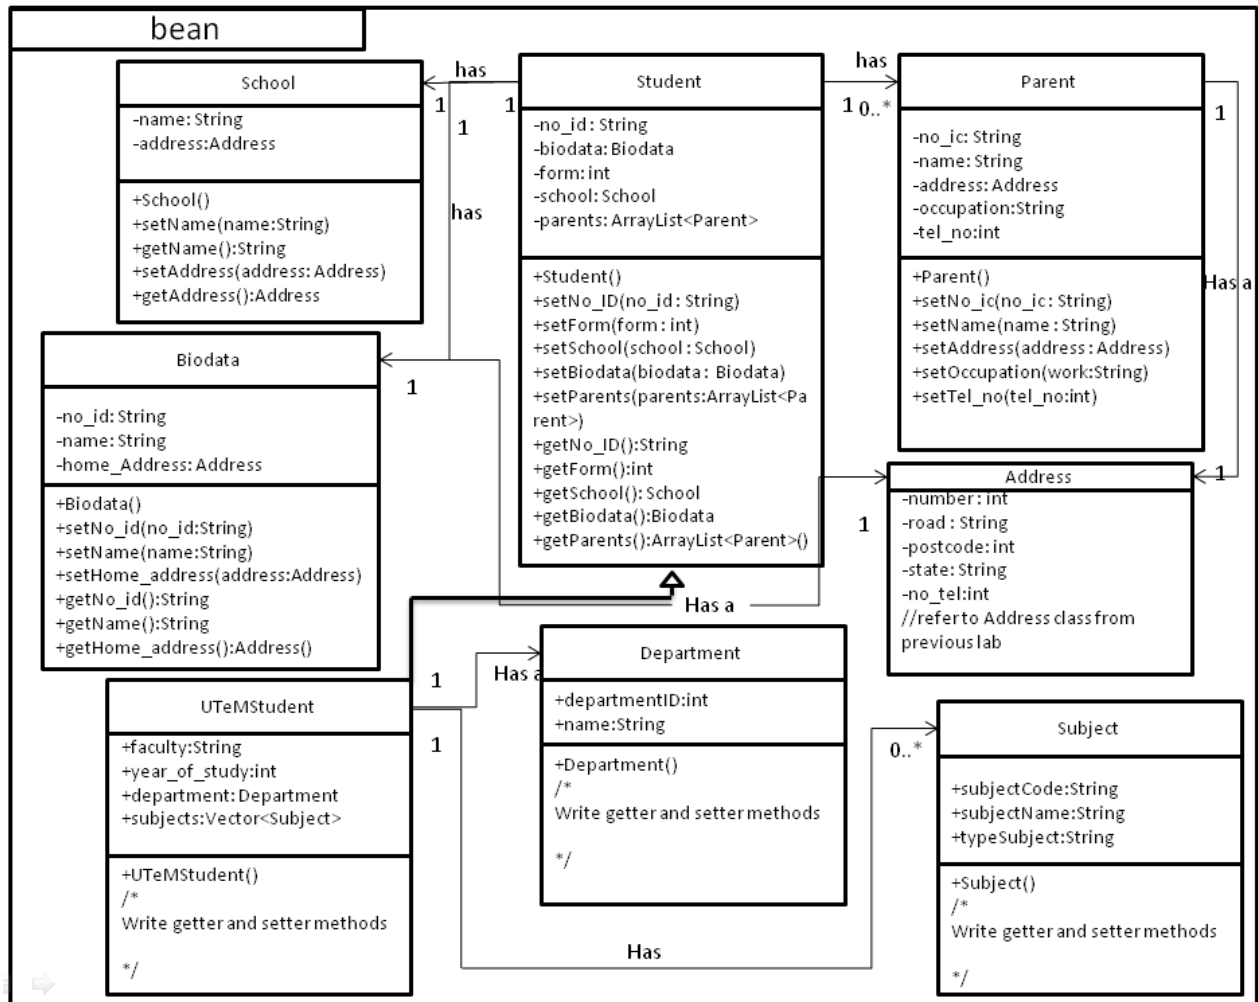 bean
School
-name: String
-address:Address
+School()
+setName(name:String)
+getName():String
+setAddress(address: Address)
+getAddress():Address
has
1
1
1
has
Student
-no_id : String
-biodata: Biodata
-form: int
-school: School
-parents: ArrayList<Parent>
+Student()
+setNo_ID(no_id : String)
+setForm(form : int)
+setSchool(school : School)
+setBiodata(biodata : Biodata)
+setParents(parents:ArrayList<Pa
rent>)
+getNo_ID():String
+getForm():int
+getSchool(): School
+getBiodata():Biodata
+getParents():ArrayList<Parent>()
has
1 0..*
Parent
-no_ic: String
-name: String
-address: Address
-occupation:String
-tel_no:int
+Parent()
+setNo_ic(no_ic : String)
+setName(name : String)
+setAddress(address : Address)
+setOccupation(work:String)
+setTel_no(tel_no:int)
1
Has a
1
Biodata
-no_id: String
-name: String
-home_Address: Address
+Biodata()
+setNo_id(no_id:String)
+setName(name:String)
+setHome_address(address:Address)
+getNo_id():String
+getName():String
+getHome_address():Address()
1
Has a
1
Address
-number: int
-road : String
-postcode: int
-state: String
-no_tel:int
//refer to Address class from
previous lab
UTeMStudent
+faculty:String
+year_of_study:int
+department: Department
+subjects:Vector<Subject>
+UTeMStudent()
/*
Write getter and setter methods
*/
1
1
Has a
Department
+departmentID:int
+name:String
+Department()
/*
Write getter and setter methods
*/
Has
0..*
Subject
+subjectCode:String
+subjectName:String
+typeSubject:String
+Subject()
/*
Write getter and setter methods
*/